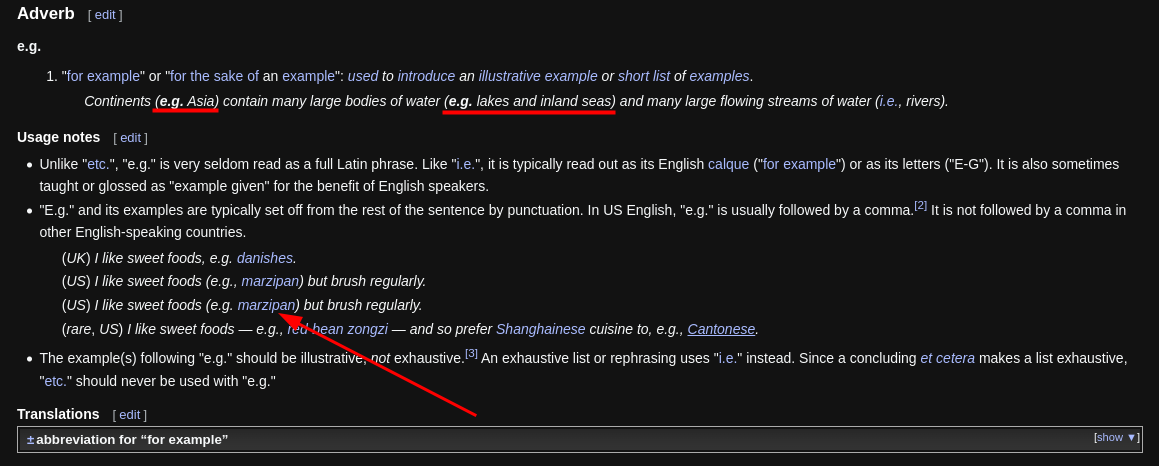 Adverb [ edit ]
e.g.
1. "for example" or "for the sake of an example": used to introduce an illustrative example or short list of examples.
Continents (e.g. Asia) contain many large bodies of water (e.g. lakes and inland seas) and many large flowing streams of water (i.e., rivers).
Usage notes [ edit ]
• Unlike "etc.", "e.g." is very seldom read as a full Latin phrase. Like "i.e.", it is typically read out as its English calque ("for example") or as its letters ("E-G"). It is also sometimes
taught or glossed as "example given" for the benefit of English speakers.
• "E.g." and its examples are typically set off from the rest of the sentence by punctuation. In US English, "e.g." is usually followed by a comma.[2] It is not followed by a comma in
other English-speaking countries.
(UK) I like sweet foods, e.g. danishes.
(US) I like sweet foods (e.g., marzipan) but brush regularly.
(US) I like sweet foods (e.g. marzipan) but brush regularly.
(rare, US) I like sweet foods — e.g., red bean zongzi — and so prefer Shanghainese cuisine to, e.g., Cantonese.
• The example(s) following "e.g." should be illustrative, not exhaustive.[3] An exhaustive list or rephrasing uses "i.e." instead. Since a concluding et cetera makes a list exhaustive,
"etc." should never be used with "e.g."
Translations [ edit ]
± abbreviation for “for example” [show ▼]